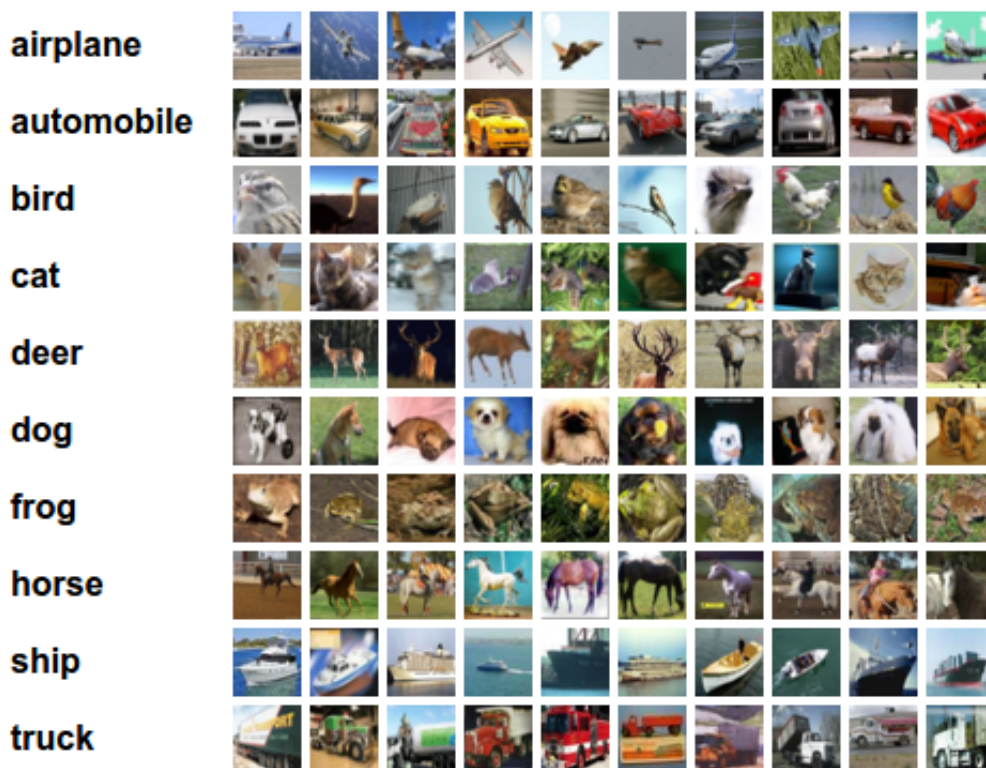 airplane
automobile
bird
cat
deer
dog
frog
horse
ship
truck